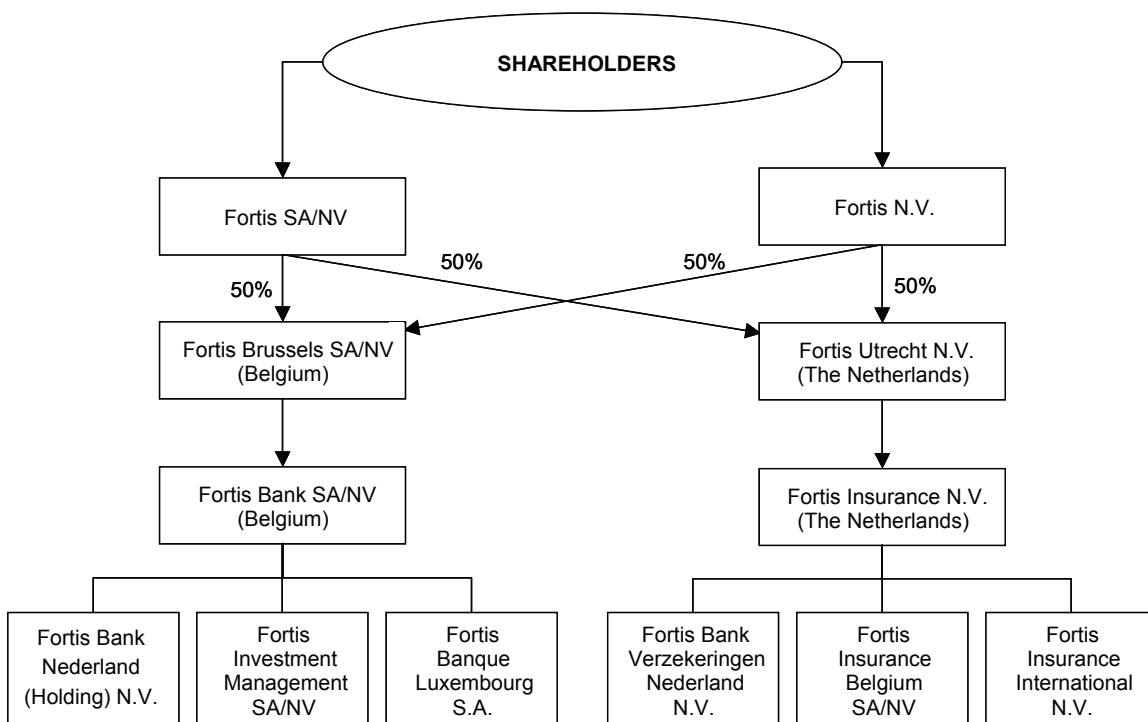 SHAREHOLDERS
Fortis SA/NV
Fortis N.V.
50%
50%
50%
50%
Fortis Brussels SA/NV
(Belgium)
Fortis Utrecht N.V.
(The Netherlands)
Fortis Bank SA/NV
(Belgium)
Fortis Insurance N.V.
(The Netherlands)
Fortis Bank
Nederland
(Holding) N.V.
Fortis
Investment
Management
SA/NV
Fortis
Banque
Luxembourg
S.A.
Fortis Bank
Verzekeringen
Nederland
N.V.
Fortis
Insurance
Belgium
SA/NV
Fortis
Insurance
International
N.V.